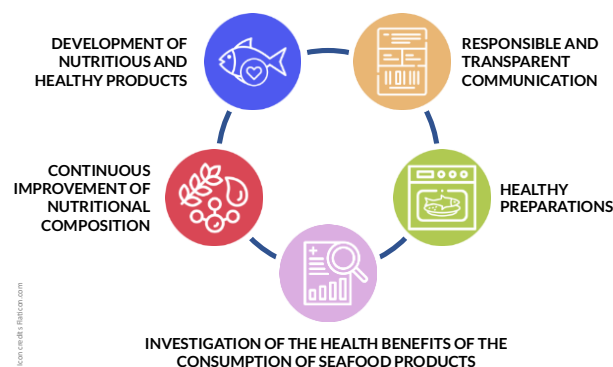 DEVELOPMENT OF
NUTRITIOUS AND
HEALTHY PRODUCTS
RESPONSIBLE AND
TRANSPARENT
COMMUNICATION
CONTINUOUS
IMPROVEMENT OF
NUTRITIONAL
COMPOSITION
HEALTHY
PREPARATIONS
INVESTIGATION OF THE HEALTH BENEFITS OF THE
CONSUMPTION OF SEAFOOD PRODUCTS
Icon credits Flaticon.com